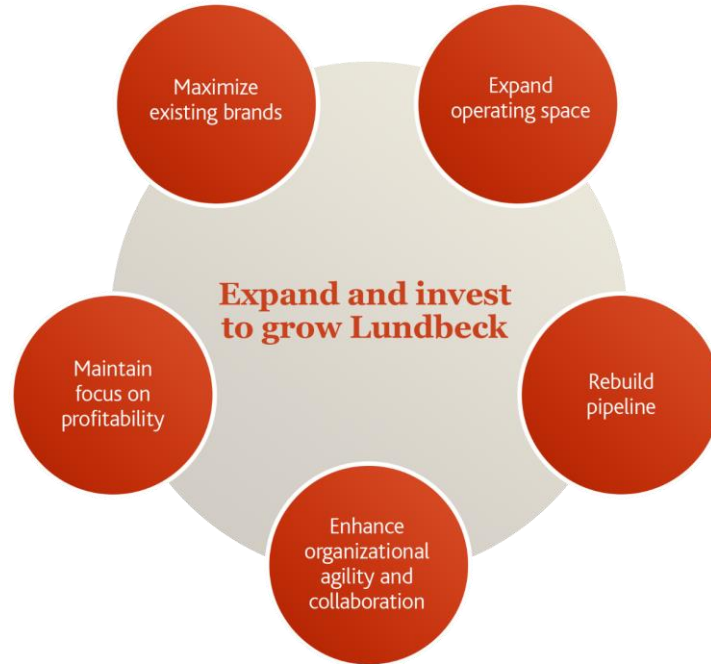 Maximize
existing brands
Expand
operating space
Expand and invest
to grow Lundbeck
Maintain
focus on
profitability
Rebuild
pipeline
Enhance
organizational
agility and
collaboration